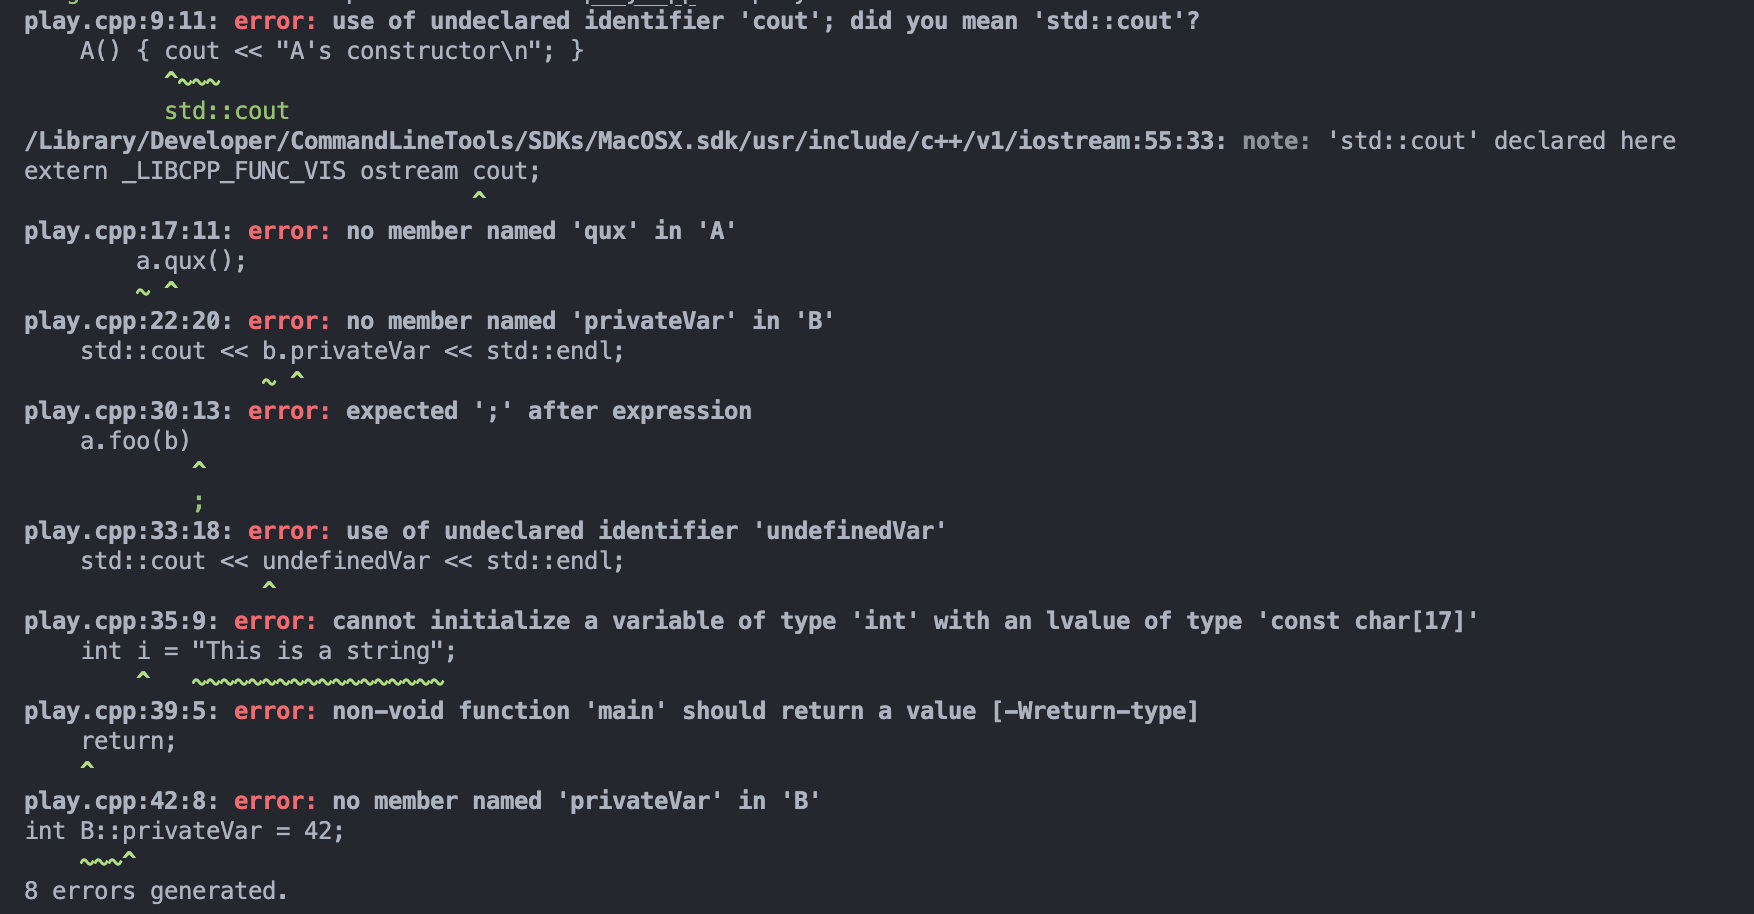 play.cpp:9:11: error: use of undeclared identifier 'cout'; did you mean 'std::cout'?
    A() { cout << "A's constructor\n"; }
          ^~~~
          std::cout
/Library/Developer/CommandLineTools/SDKs/MacOSX.sdk/usr/include/c++/v1/iostream:55:33: note: 'std::cout' declared here
extern _LIBCPP_FUNC_VIS ostream cout;
                                ^
play.cpp:17:11: error: no member named 'qux' in 'A'
        a.qux();
        ~ ^
play.cpp:22:20: error: no member named 'privateVar' in 'B'
    std::cout << b.privateVar << std::endl;
                 ~ ^
play.cpp:30:13: error: expected ';' after expression
    a.foo(b)
            ^
            ;
play.cpp:33:18: error: use of undeclared identifier 'undefinedVar'
    std::cout << undefinedVar << std::endl;
                 ^
play.cpp:35:9: error: cannot initialize a variable of type 'int' with an lvalue of type 'const char[17]'
    int i = "This is a string";
        ^   ~~~~~~~~~~~~~~~~~~
play.cpp:39:5: error: non-void function 'main' should return a value [-Wreturn-type]
    return;
    ^
play.cpp:42:8: error: no member named 'privateVar' in 'B'
int B::privateVar = 42;
    ~~~^
8 errors generated.